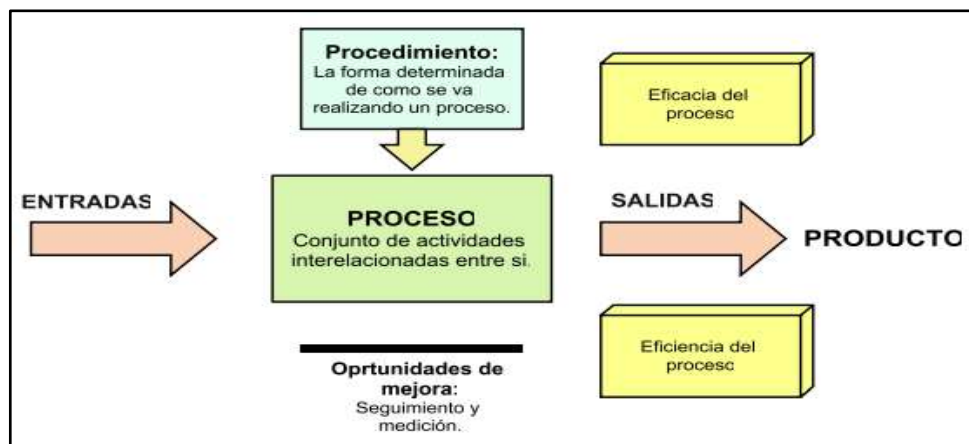 Procedimiento:
La forma determinada
de como se va
realizando un proceso.
Eficacia del
proceso
ENTRADAS
PROCESO
Conjunto de actividades
interelacionadas entre si.
SALIDAS
PRODUCTO
Eficiencia del
proceso
Oprtunidades de
mejora:
Seguimiento y
medición.